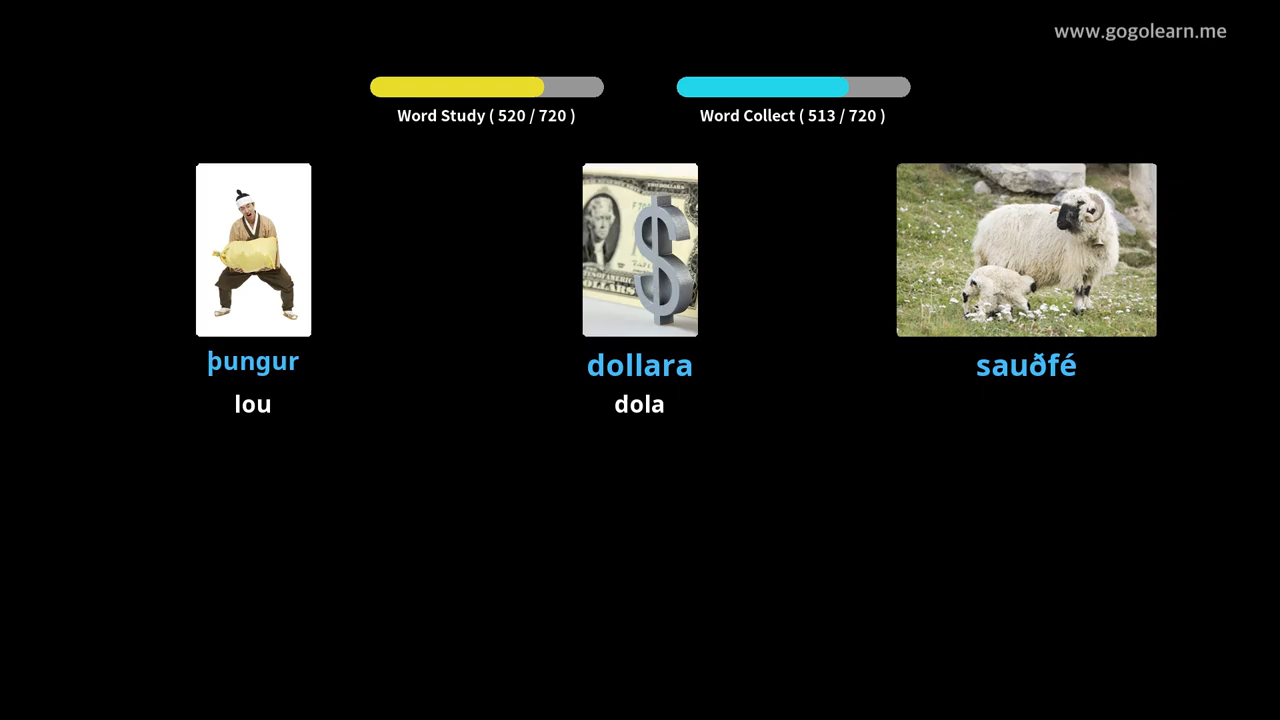 www.gogolearn.me
Word Study ( 520 / 720 )
Word Collect ( 513 / 720 )
þungur
dollara
sauðfé
lou
dola